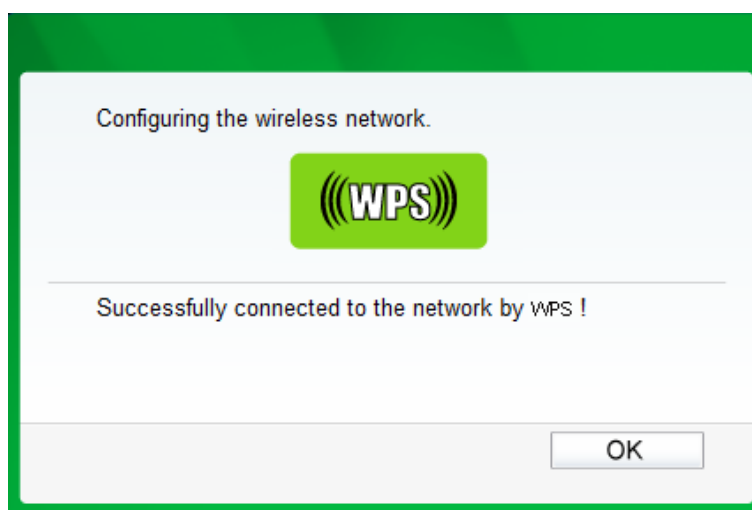 Configuring the wireless network.
(((WPS)))
Successfully connected to the network by WPS !
OK